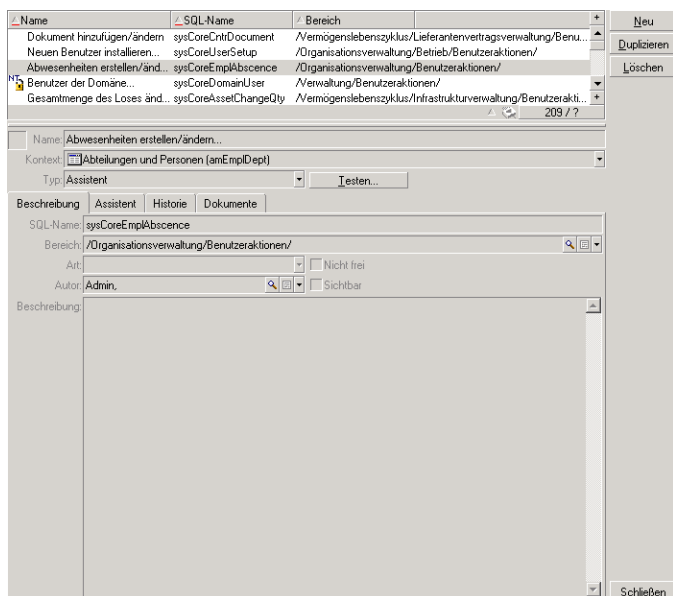 Name SQL-Name Bereich
Dokument hinzufügen/ändern sysCoreCntrDocument /Vermögenslebenszyklus/Lieferantenvertragsverwaltung/Benu...
Neuen Benutzer installieren... sysCoreUserSetup /Organisationsverwaltung/Betrieb/Benutzeraktionen/
Abwesenheiten erstellen/änd... sysCoreEmplAbscence /Organisationsverwaltung/Benutzeraktionen/
NT Benutzer der Domäne... sysCoreDomainUser /Verwaltung/Benutzeraktionen/
Gesamtmenge des Loses änd... sysCoreAssetChangeQty /Vermögenslebenszyklus/Infrastrukturverwaltung/Benutzerakti...
209 / ?
Neu
Duplizieren
Löschen
Name: Abwesenheiten erstellen/ändern...
Kontext: Abteilungen und Personen (amEmplDept)
Typ: Assistent Testen...
Beschreibung Assistent Historie Dokumente
SQL-Name: sysCoreEmplAbscence
Bereich: /Organisationsverwaltung/Benutzeraktionen/
Art: Nicht frei
Autor: Admin, Sichtbar
Beschreibung:
Schließen